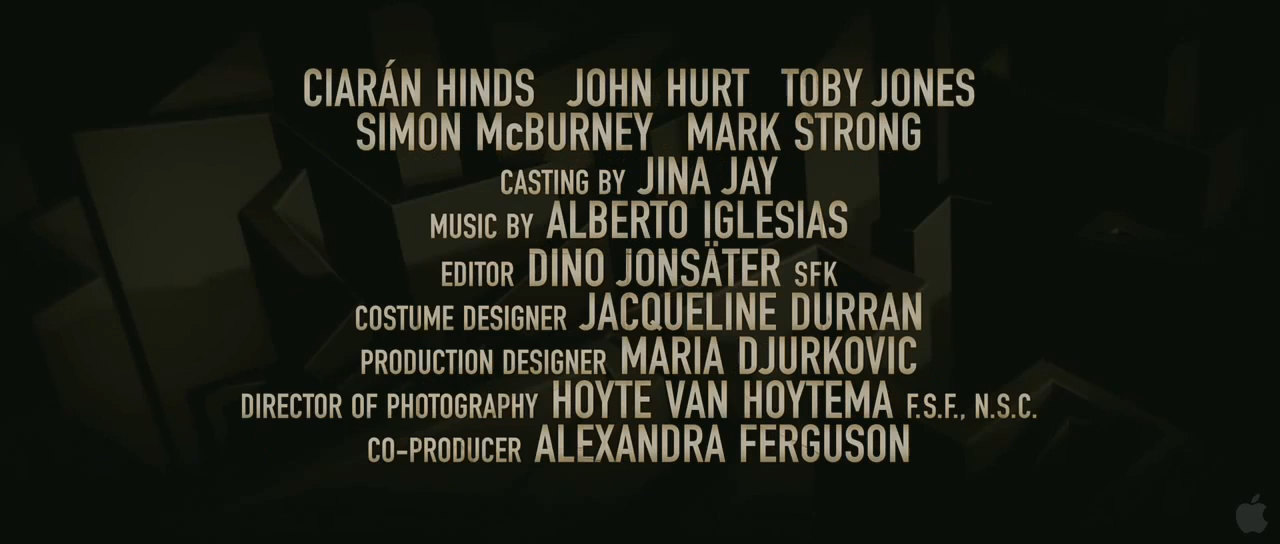 CIARÁN HINDS JOHN HURT TOBY JONES
SIMON McBURNEY MARK STRONG
CASTING BY JINA JAY
MUSIC BY ALBERTO IGLESIAS
EDITOR DINO JONSÄTER SFK
COSTUME DESIGNER JACQUELINE DURRAN
PRODUCTION DESIGNER MARIA DJURKOVIC
DIRECTOR OF PHOTOGRAPHY HOYTE VAN HOYTEMA F.S.F., N.S.C.
CO-PRODUCER ALEXANDRA FERGUSON